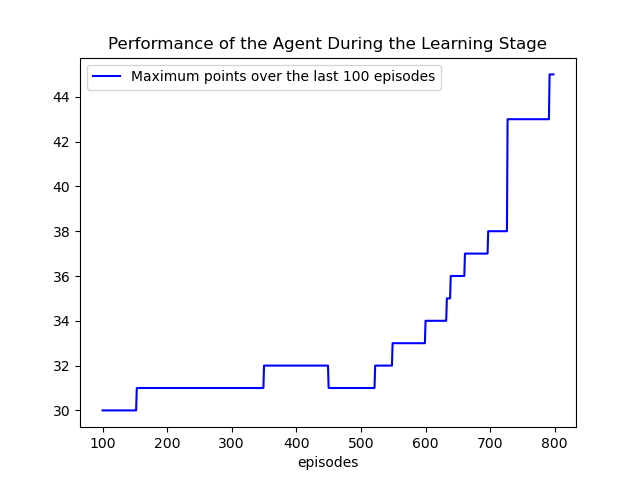 Performance of the Agent During the Learning Stage
Maximum points over the last 100 episodes
44
42
40
38
36
34
32
30
100 200 300 400 500 600 700 800
episodes